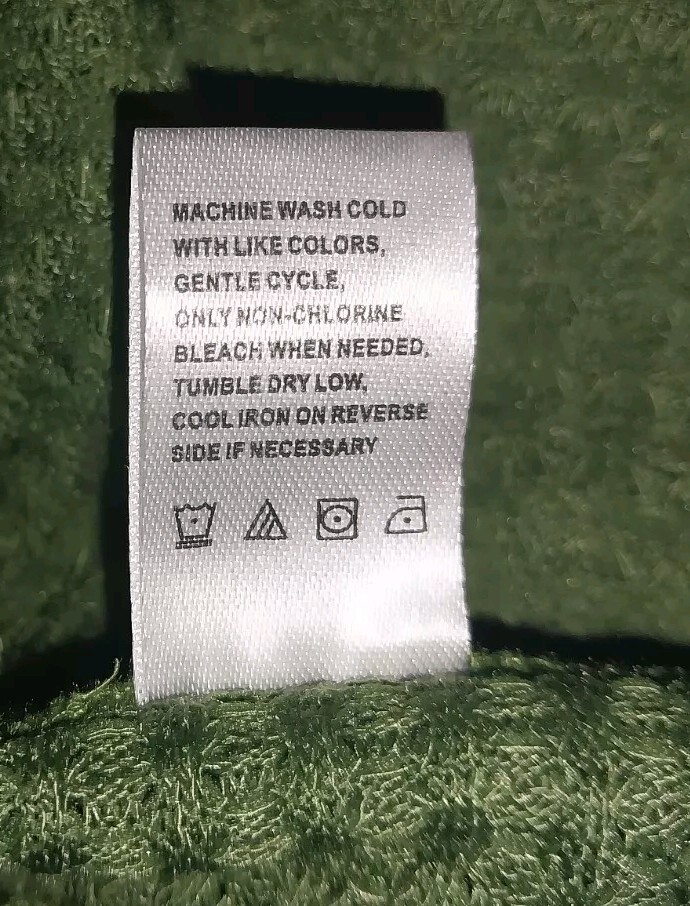 MACHINE WASH COLD
WITH LIKE COLORS,
GENTLE CYCLE,
ONLY NON-CHLORINE
BLEACH WHEN NEEDED,
TUMBLE DRY LOW,
COOL IRON ON REVERSE
SIDE IF NECESSARY